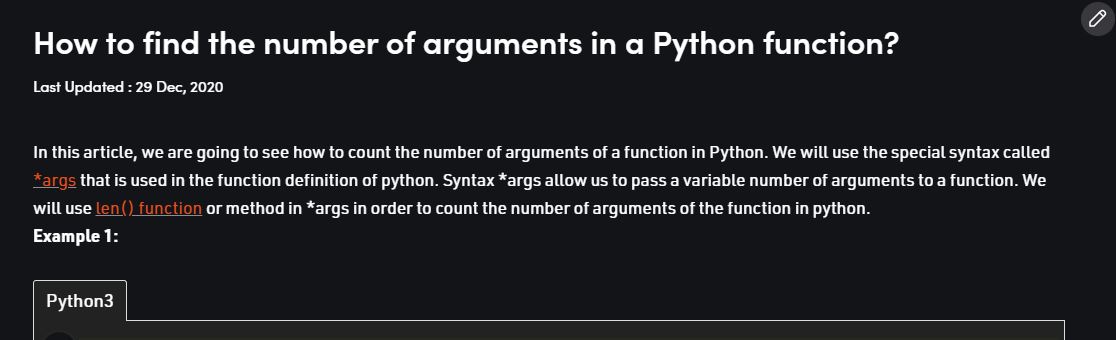 How to find the number of arguments in a Python function?
Last Updated : 29 Dec, 2020
In this article, we are going to see how to count the number of arguments of a function in Python. We will use the special syntax called
*args that is used in the function definition of python. Syntax *args allow us to pass a variable number of arguments to a function. We
will use len() function or method in *args in order to count the number of arguments of the function in python.
Example 1:
Python3